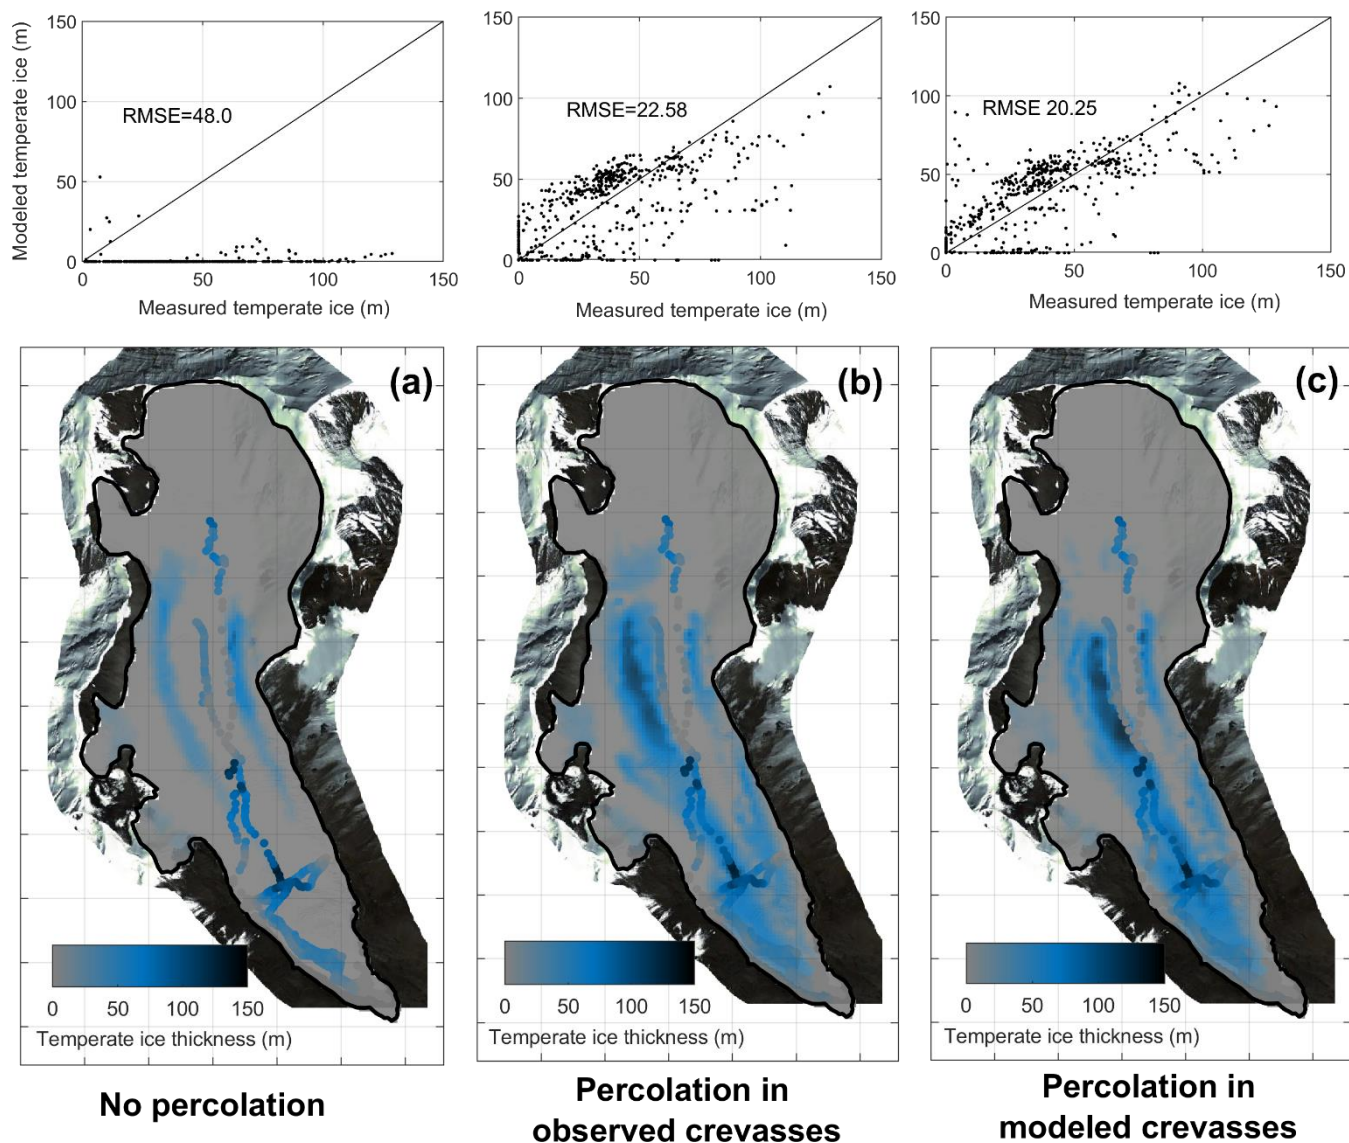 150
100
50
0
Modeled temperate ice (m)
RMSE=48.0
0 50 100 150
Measured temperate ice (m)
150
100
50
0
RMSE=22.58
0 50 100 150
Measured temperate ice (m)
150
100
50
0
RMSE 20.25
0 50 100 150
Measured temperate ice (m)
(a)
0 50 100 150
Temperate ice thickness (m)
No percolation
(b)
0 50 100 150
Temperate ice thickness (m)
Percolation in
observed crevasses
(c)
0 50 100 150
Temperate ice thickness (m)
Percolation in
modeled crevasses